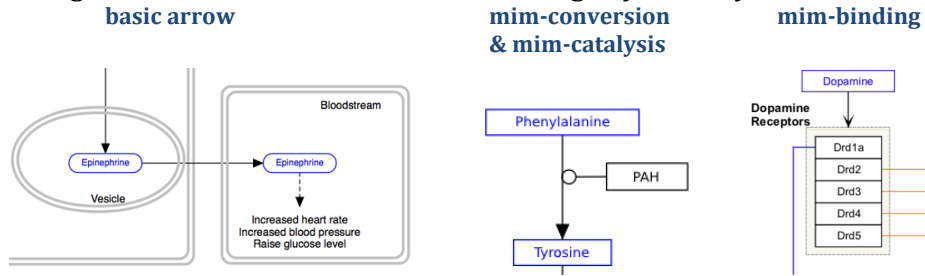 basic arrow
mim-conversion
& mim-catalysis
mim-binding
Bloodstream
Epinephrine
Vesicle
Epinephrine
Increased heart rate
Increased blood pressure
Raise glucose level
Phenylalanine
PAH
Tyrosine
Dopamine
Dopamine
Receptors
Drd1a
Drd2
Drd3
Drd4
Drd5